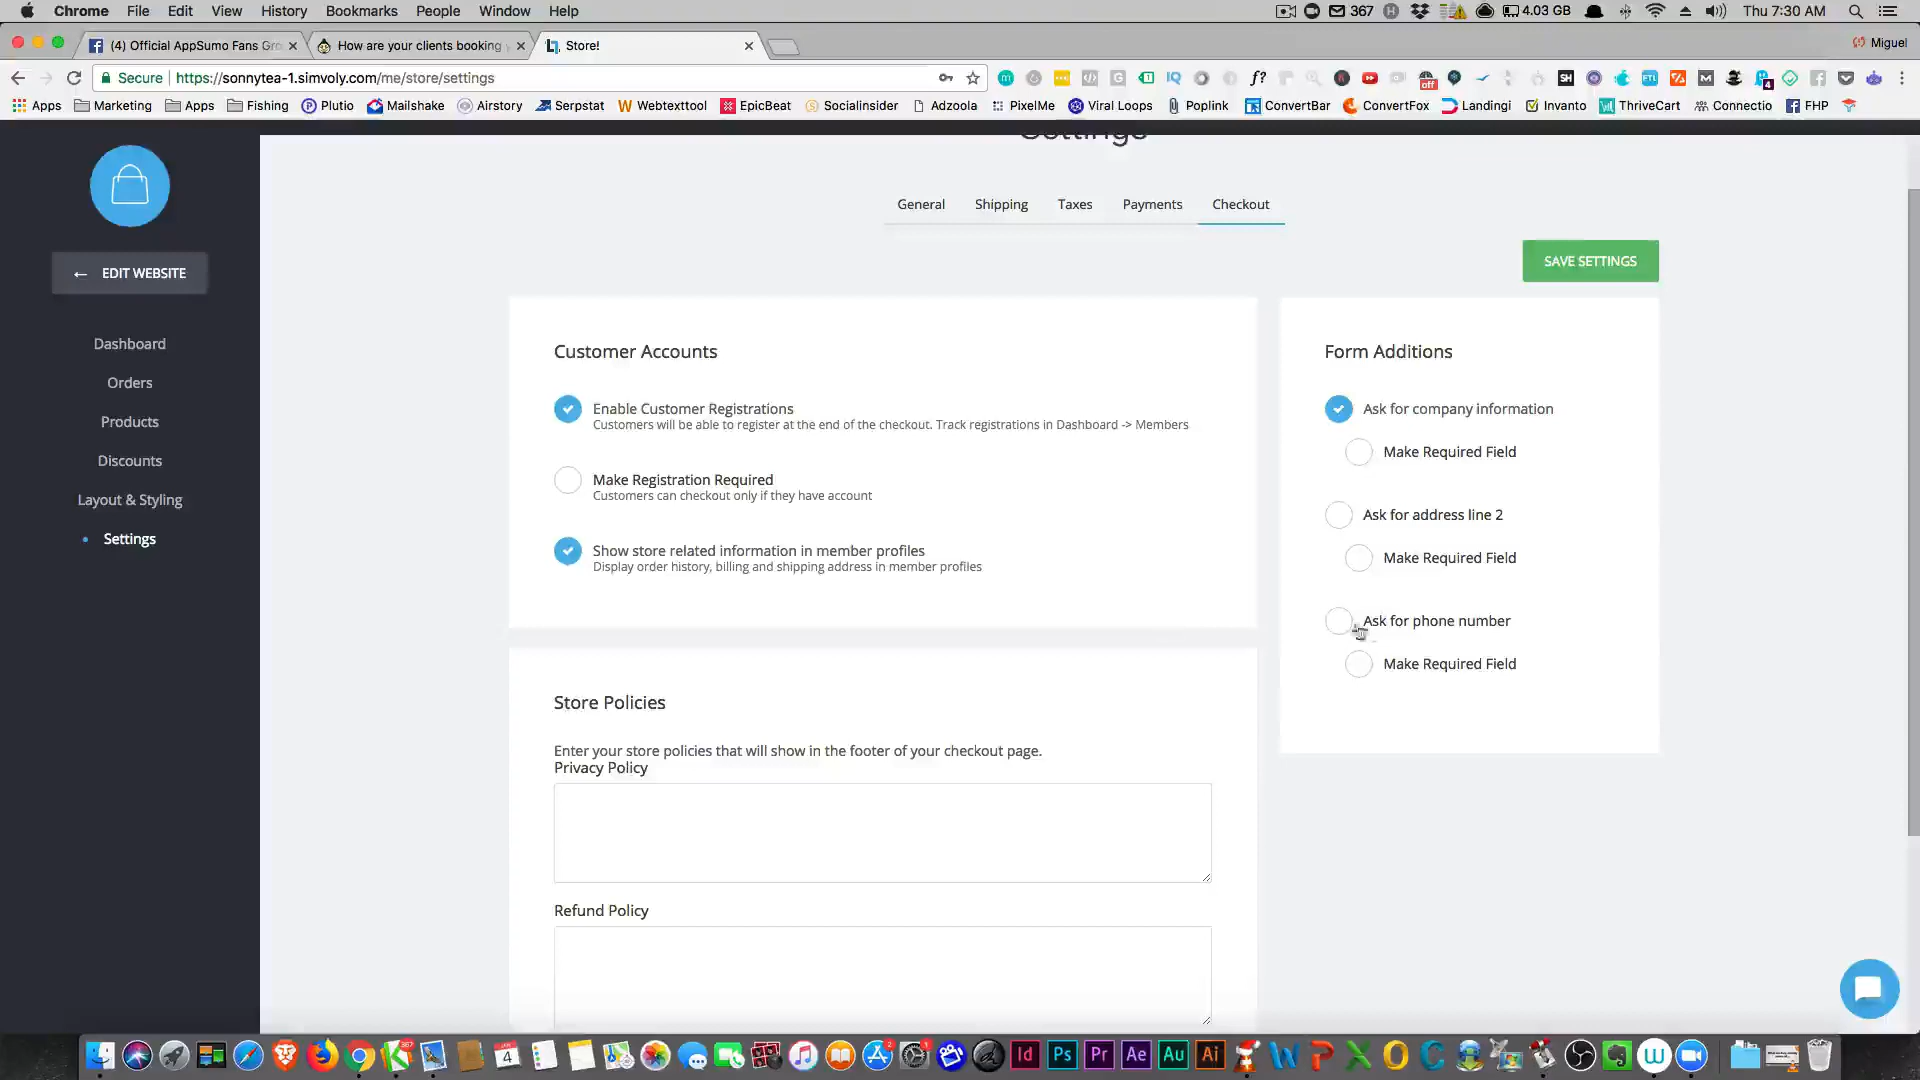 Chrome File Edit View History Bookmarks People Window Help 367 4.03 GB Thu 7:30 AM
(4) Official AppSumo Fans Gro How are your clients booking y Store! Miguel
Secure https://sonnytea-1.simvoly.com/me/store/settings
Apps Marketing Apps Fishing Plutio Mailshake Airstory Serpstat Webtexttool EpicBeat Socialinsider Adzoola PixelMe Viral Loops Poplink ConvertBar ConvertFox Landingi Invanto ThriveCart Connectio FHP
Settings
General Shipping Taxes Payments Checkout
SAVE SETTINGS
← EDIT WEBSITE
Dashboard
Orders
Products
Discounts
Layout & Styling
Settings
Customer Accounts
Enable Customer Registrations
Customers will be able to register at the end of the checkout. Track registrations in Dashboard -> Members
Make Registration Required
Customers can checkout only if they have account
Show store related information in member profiles
Display order history, billing and shipping address in member profiles
Form Additions
Ask for company information
Make Required Field
Ask for address line 2
Make Required Field
Ask for phone number
Make Required Field
Store Policies
Enter your store policies that will show in the footer of your checkout page.
Privacy Policy
Refund Policy